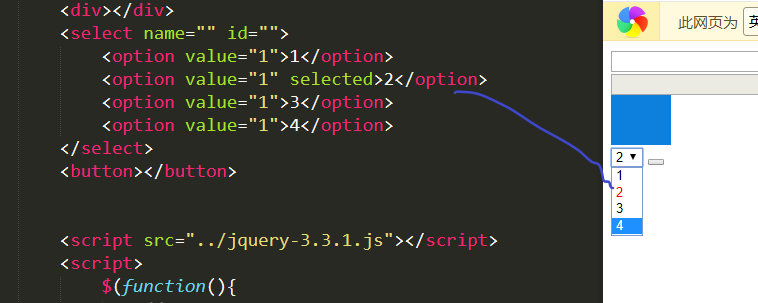 <div></div>
<select name="" id="">
<option value="1">1</option>
<option value="1" selected>2</option>
<option value="1">3</option>
<option value="1">4</option>
</select>
<button></button>
<script src="../jquery-3.3.1.js"></script>
<script>
$(function(){
此网页为
英
2
1
2
3
4